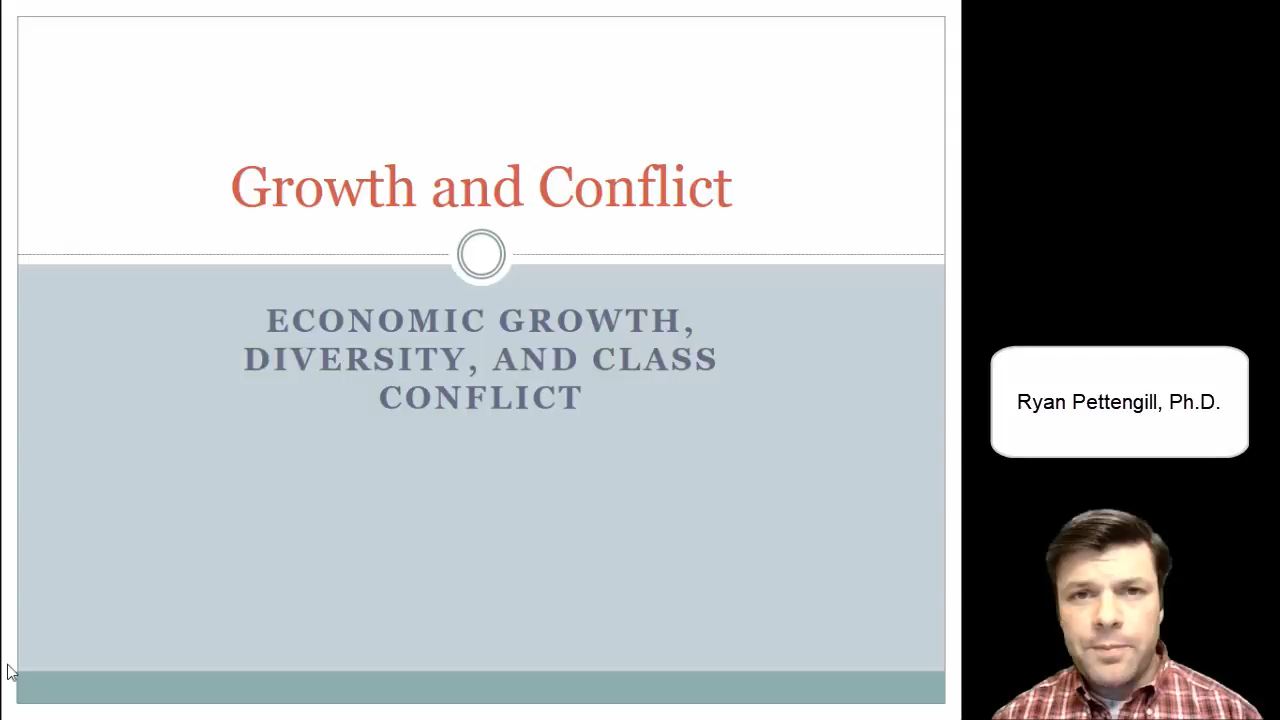 Growth and Conflict
ECONOMIC GROWTH,
DIVERSITY, AND CLASS
CONFLICT
Ryan Pettengill, Ph.D.